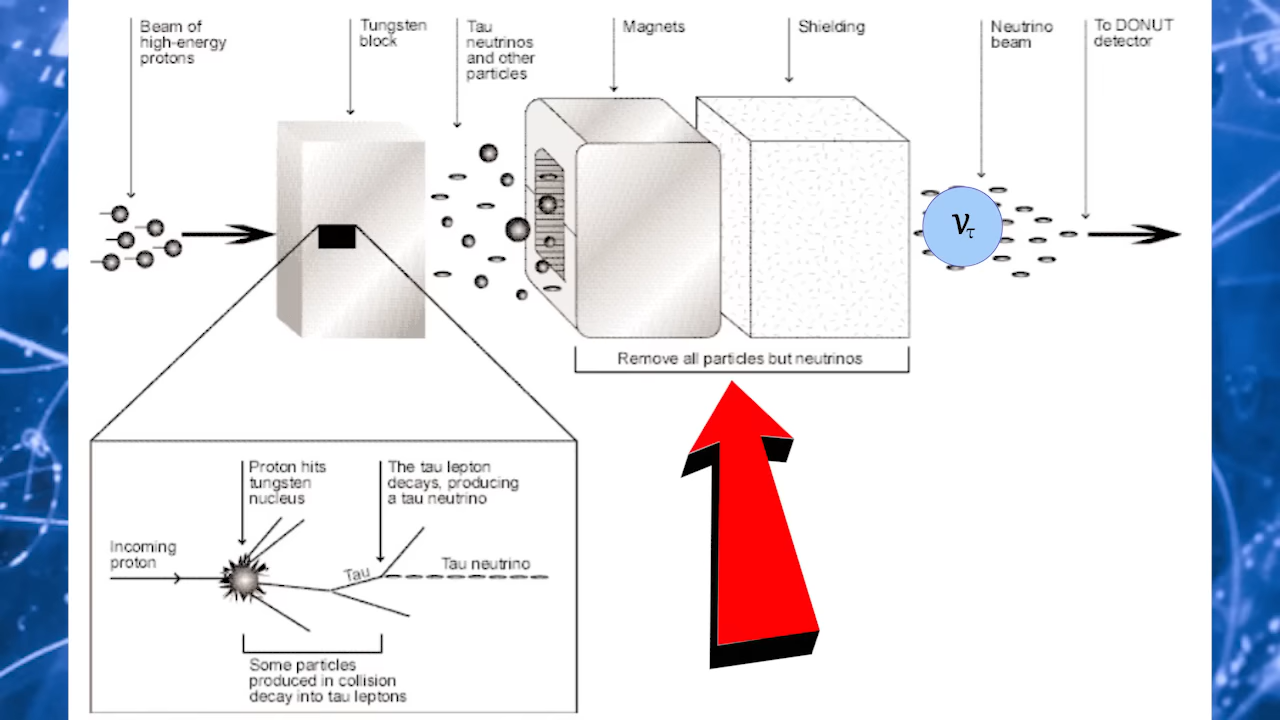 Beam of
high-energy
protons
Tungsten
block
Tau
neutrinos
and other
particles
Magnets
Shielding
Neutrino
beam
To DONUT
detector
ντ
Remove all particles but neutrinos
Proton hits
tungsten
nucleus
The tau lepton
decays, producing
a tau neutrino
Incoming
proton
Tau
Tau neutrino
Some particles
produced in collision
decay into tau leptons